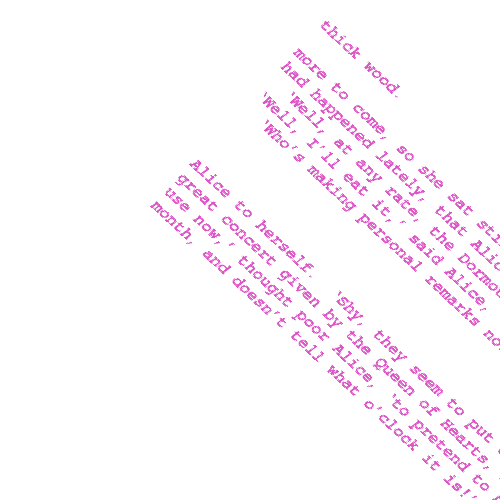 thick wood.
more to come, so she sat sti
had happened lately, that Alic
'Well, at any rate, the Dormou
'Well, I'll eat it,' said Alice,
'Who's making personal remarks no
Alice to herself. 'shy, they seem to put
great concert given by the Queen of Hearts,
use now,' thought poor Alice, 'to pretend to
month, and doesn't tell what o'clock it is!'